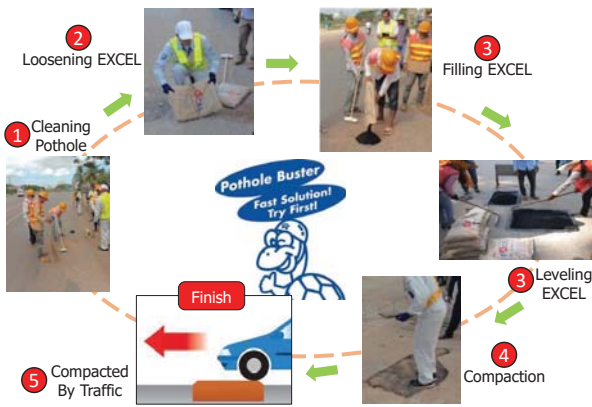 1
Cleaning
Pothole
2
Loosening EXCEL
3
Filling EXCEL
3
Leveling
EXCEL
4
Compaction
5
Compacted
By Traffic
Finish
Pothole Buster
Fast Solution!
Try First!